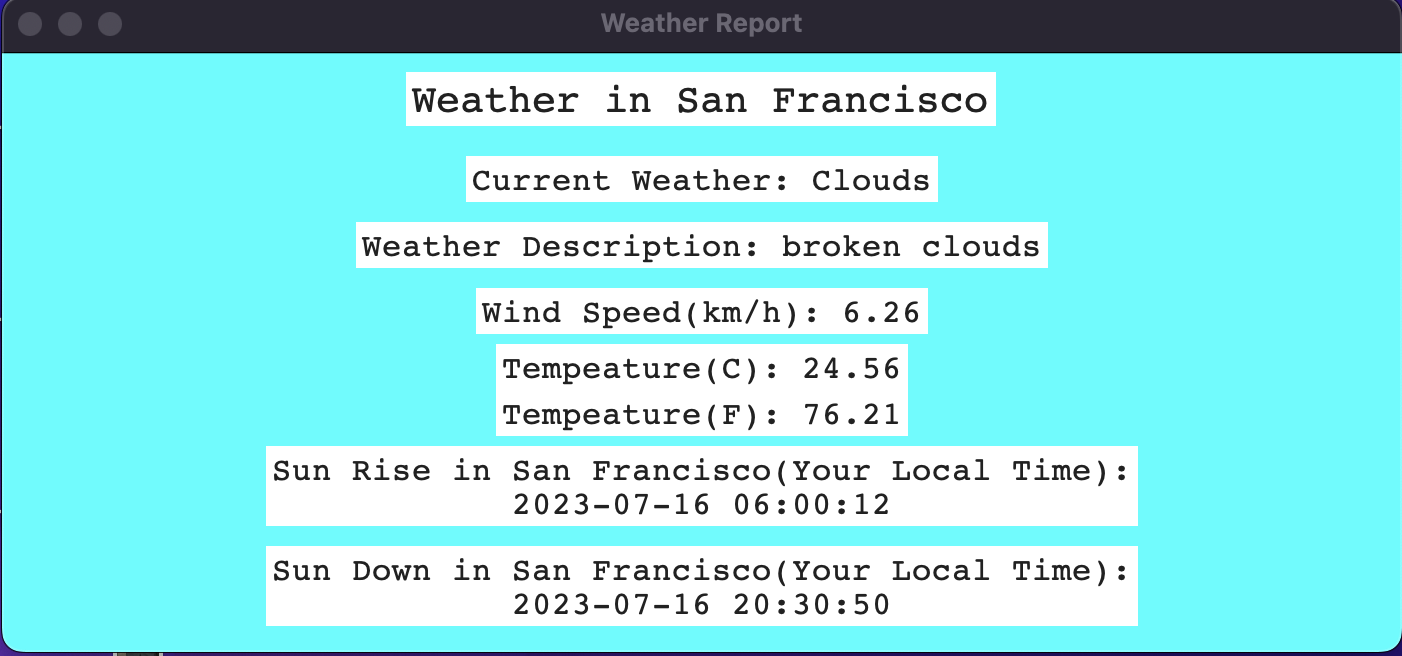 Weather Report
Weather in San Francisco
Current Weather: Clouds
Weather Description: broken clouds
Wind Speed(km/h): 6.26
Tempeature(C): 24.56
Tempeature(F): 76.21
Sun Rise in San Francisco(Your Local Time):
2023-07-16 06:00:12
Sun Down in San Francisco(Your Local Time):
2023-07-16 20:30:50